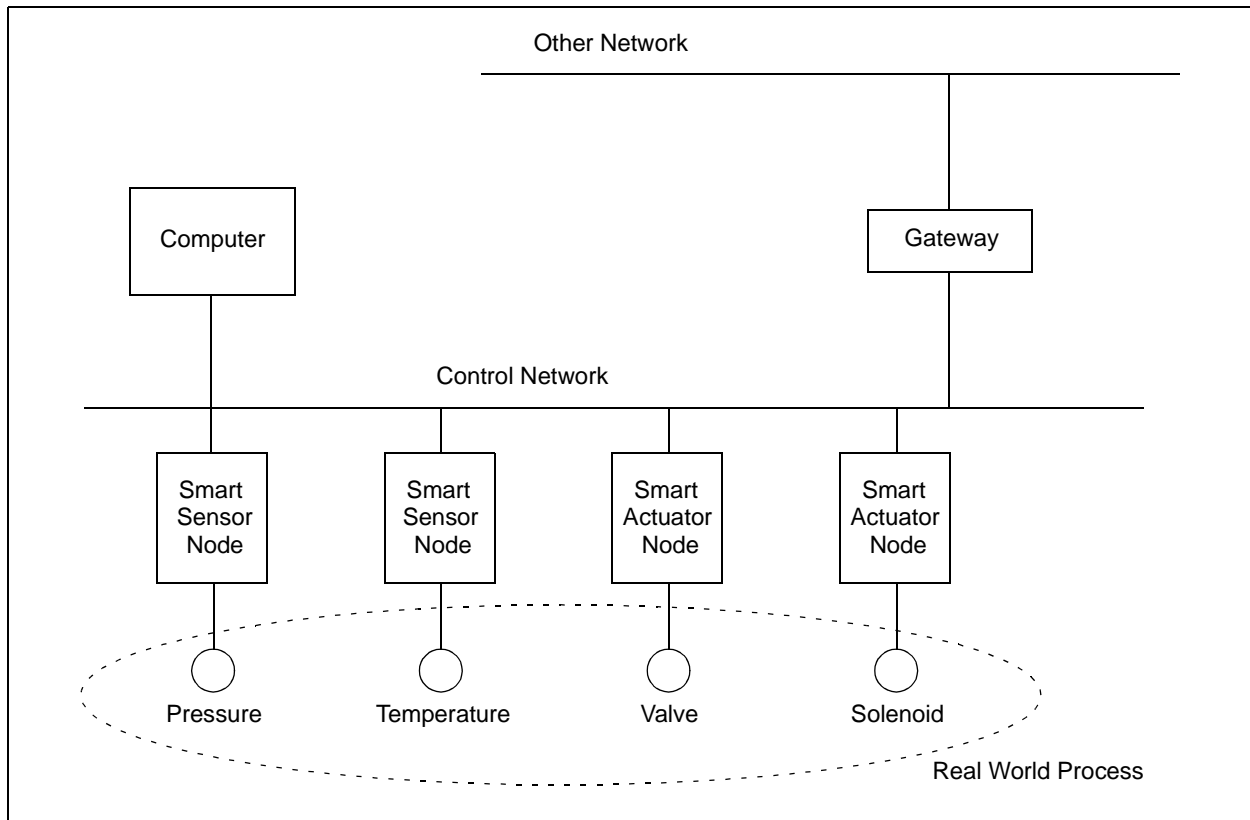 Other Network
Computer
Gateway
Control Network
Smart
Sensor
Node
Smart
Sensor
Node
Smart
Actuator
Node
Smart
Actuator
Node
Pressure
Temperature
Valve
Solenoid
Real World Process